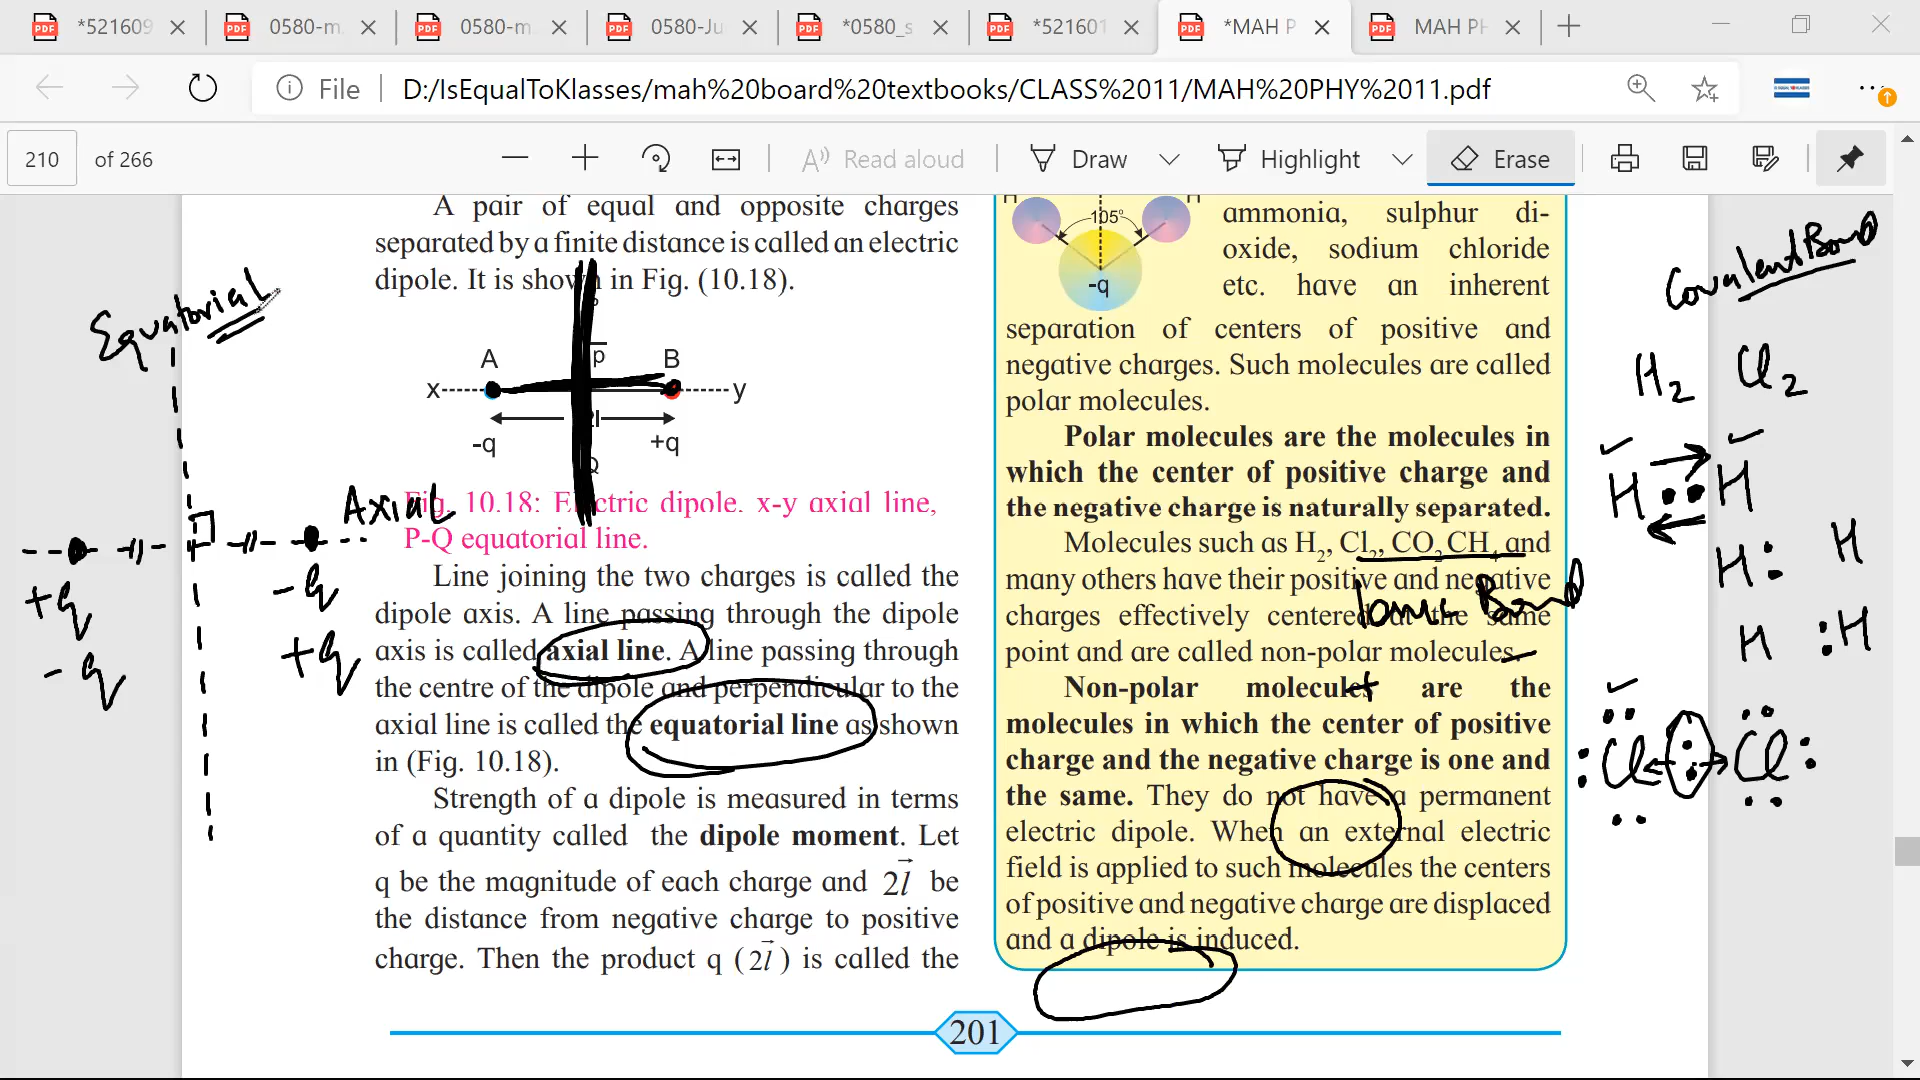 *521609
0580-m
0580-m
0580-Ju
*0580_s
*521601
*MAH P
MAH PH
File
D:/IsEqualToKlasses/mah%20board%20textbooks/CLASS%2011/MAH%20PHY%2011.pdf
210 of 266
Read aloud
Draw
Highlight
Erase
A pair of equal and opposite charges
separated by a finite distance is called an electric
dipole. It is shown in Fig. (10.18).
A
p
B
x
y
-q
+q
Q
Fig. 10.18: Electric dipole. x-y axial line,
P-Q equatorial line.
Line joining the two charges is called the
dipole axis. A line passing through the dipole
axis is called axial line. A line passing through
the centre of the dipole and perpendicular to the
axial line is called the equatorial line as shown
in (Fig. 10.18).
Strength of a dipole is measured in terms
of a quantity called the dipole moment. Let
q be the magnitude of each charge and 2l be
the distance from negative charge to positive
charge. Then the product q (2l) is called the
H
H
105°
-q
ammonia, sulphur di-
oxide, sodium chloride
etc. have an inherent
separation of centers of positive and
negative charges. Such molecules are called
polar molecules.
Polar molecules are the molecules in
which the center of positive charge and
the negative charge is naturally separated.
Molecules such as H₂, Cl₂, CO₂ CH₄ and
many others have their positive and negative
charges effectively centered at the same
point and are called non-polar molecules.
Non-polar molecules are the
molecules in which the center of positive
charge and the negative charge is one and
the same. They do not have a permanent
electric dipole. When an external electric
field is applied to such molecules the centers
of positive and negative charge are displaced
and a dipole is induced.
201
Equatorial
Axial
+q
-q
-q
+q
Ionic Bond
Covalent Bond
H₂ Cl₂
H H
H H
H H
Cl Cl